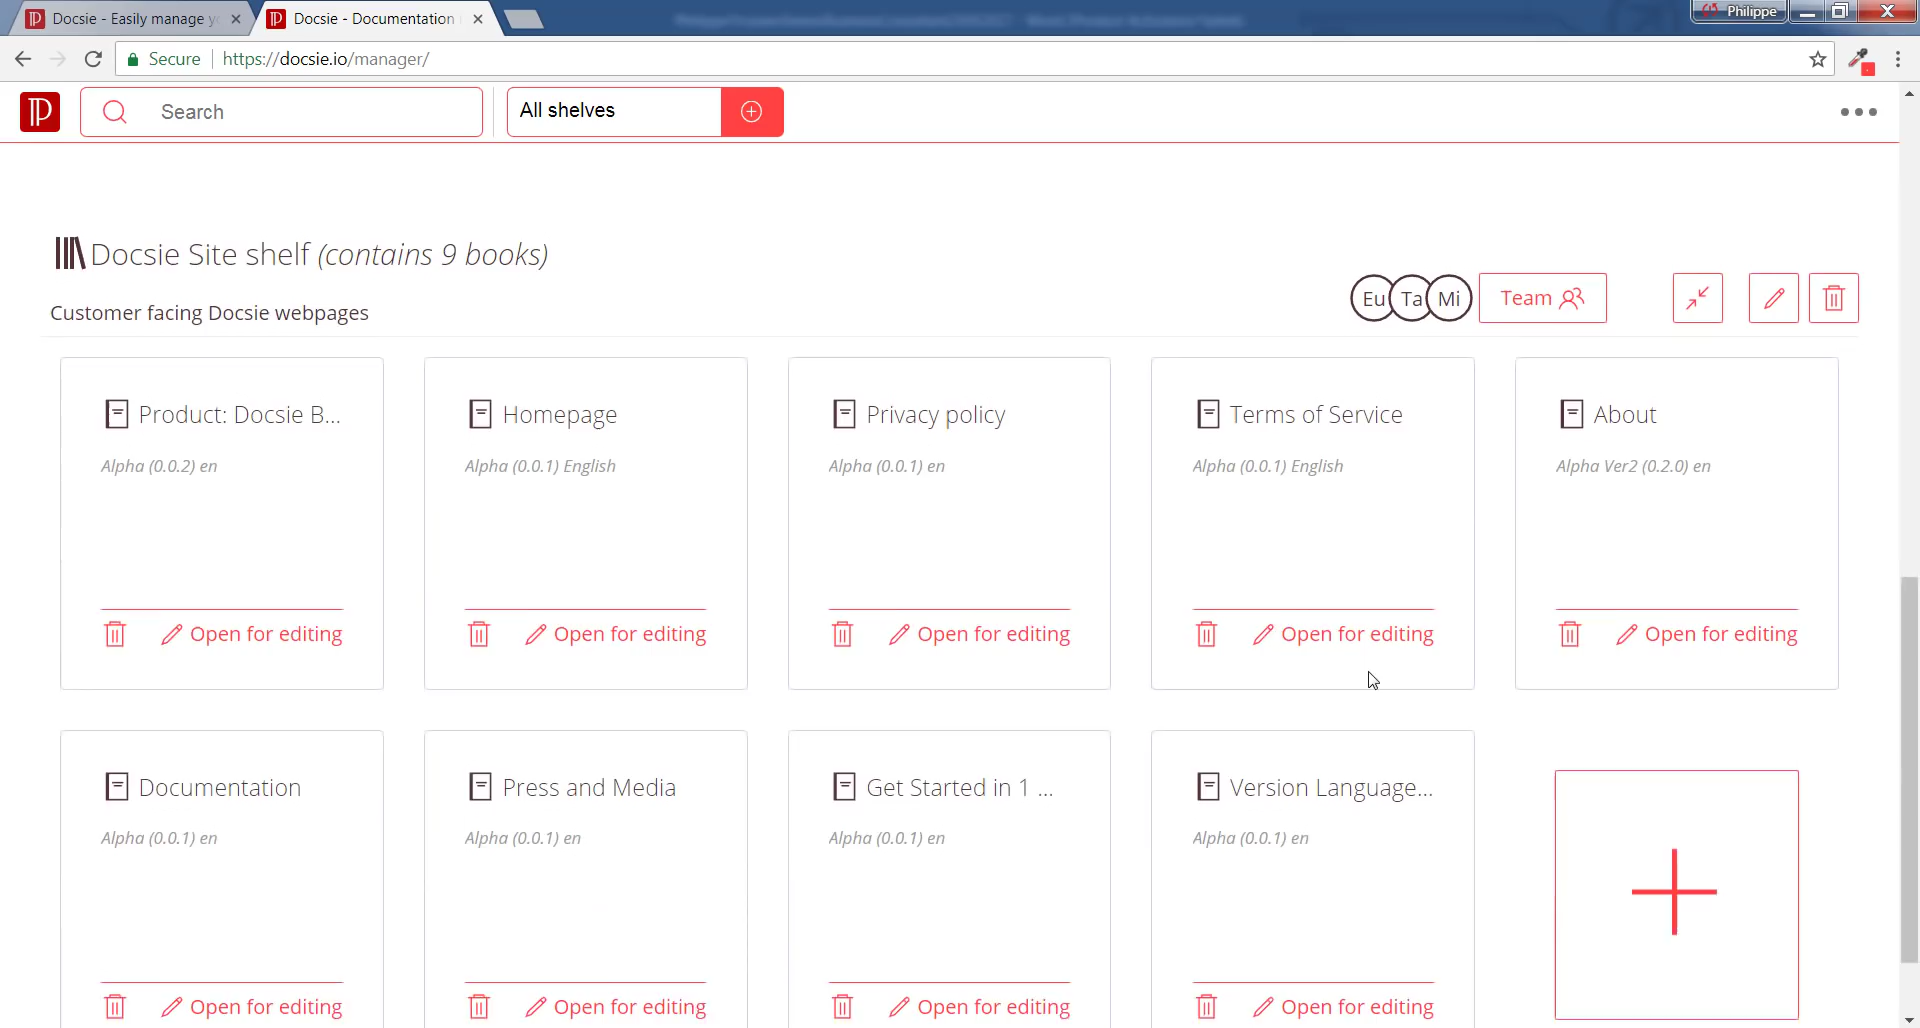 Docsie - Easily manage y
Docsie - Documentation
Philippe
Secure
https://docsie.io/manager/
Search
All shelves
Docsie Site shelf (contains 9 books)
Customer facing Docsie webpages
Eu
Ta
Mi
Team
Product: Docsie B...
Homepage
Privacy policy
Terms of Service
About
Alpha (0.0.2) en
Alpha (0.0.1) English
Alpha (0.0.1) en
Alpha (0.0.1) English
Alpha Ver2 (0.2.0) en
Open for editing
Open for editing
Open for editing
Open for editing
Open for editing
Documentation
Press and Media
Get Started in 1 ...
Version Language...
Alpha (0.0.1) en
Alpha (0.0.1) en
Alpha (0.0.1) en
Alpha (0.0.1) en
Open for editing
Open for editing
Open for editing
Open for editing